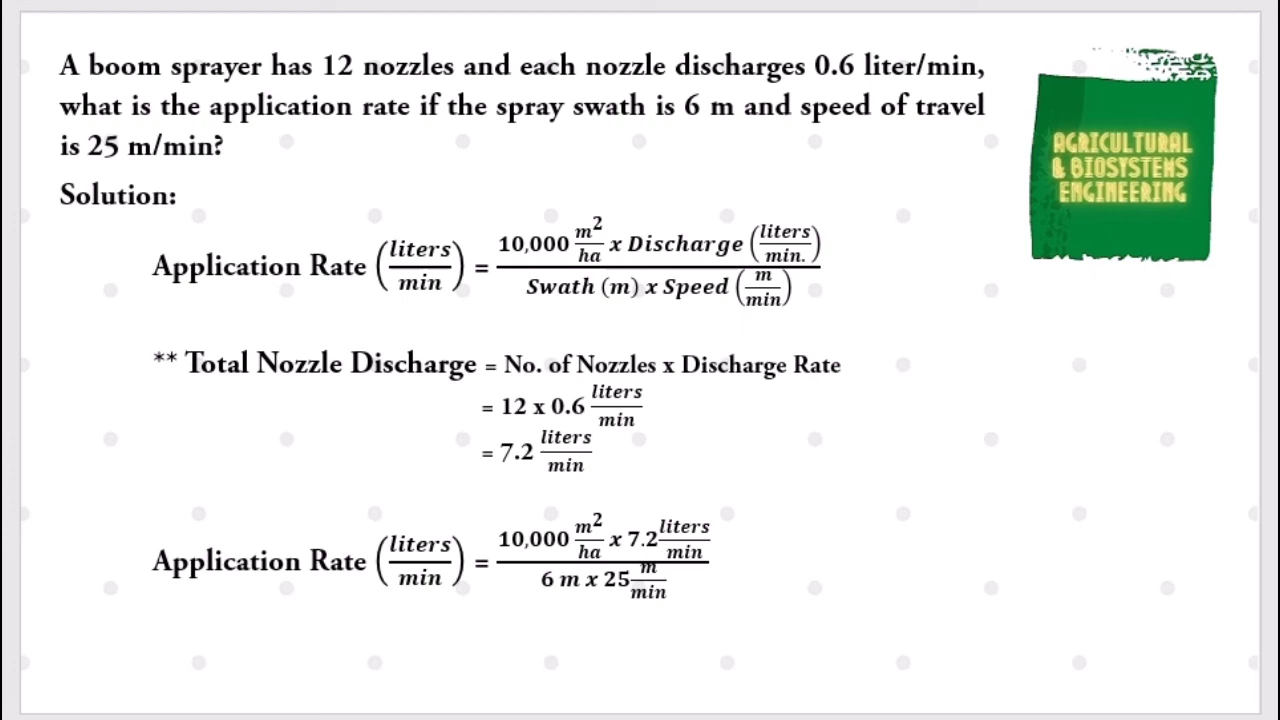 A boom sprayer has 12 nozzles and each nozzle discharges 0.6 liter/min,
what is the application rate if the spray swath is 6 m and speed of travel
is 25 m/min?
AGRICULTURAL
& BIOSYSTEMS
ENGINEERING
Solution:
Application Rate (liters/min) = (10,000 m²/ha x Discharge (liters/min.)) / (Swath (m) x Speed (m/min))
** Total Nozzle Discharge = No. of Nozzles x Discharge Rate
= 12 x 0.6 liters/min
= 7.2 liters/min
Application Rate (liters/min) = (10,000 m²/ha x 7.2 liters/min) / (6 m x 25 m/min)